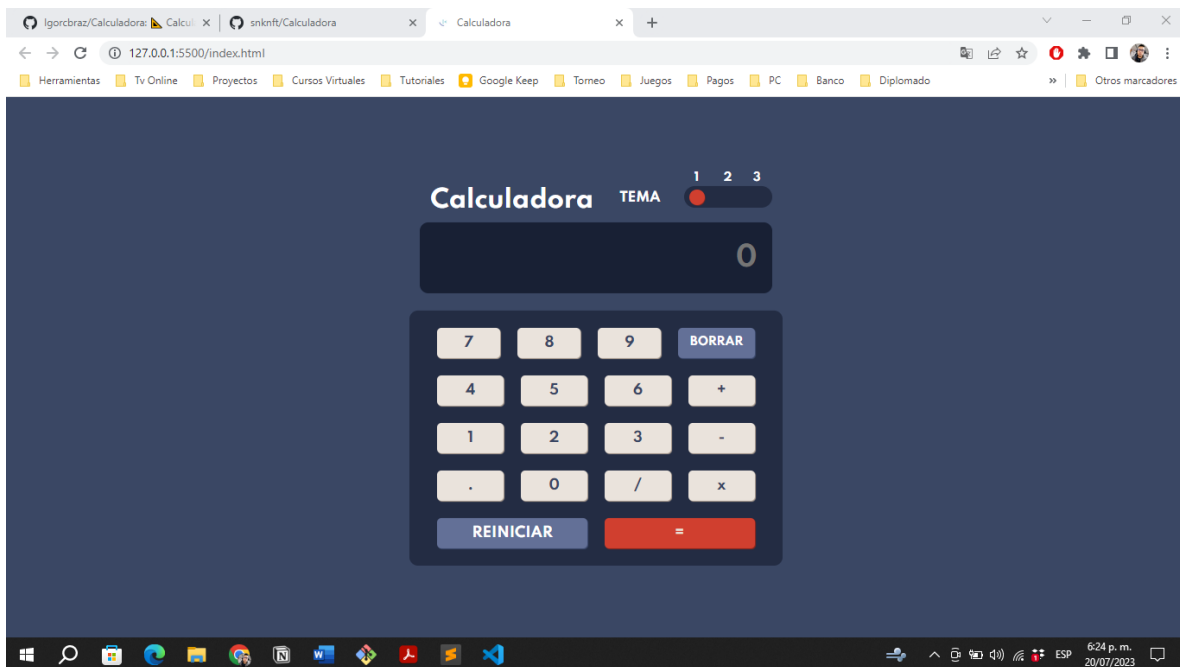 Igorcbraz/Calculadora: Calcul
snknft/Calculadora
Calculadora
127.0.0.1:5500/index.html
Herramientas Tv Online Proyectos Cursos Virtuales Tutoriales Google Keep Torneo Juegos Pagos PC Banco Diplomado » Otros marcadores
1 2 3
Calculadora TEMA
0
7 8 9 BORRAR
4 5 6 +
1 2 3 -
. 0 / x
REINICIAR =
ESP
6:24 p. m.
20/07/2023